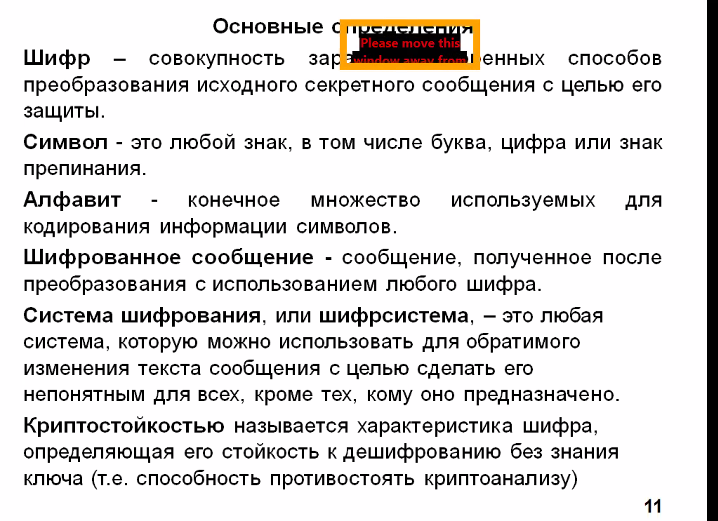 Основные определения
Please move this
window away from
Шифр – совокупность способов
преобразования исходного секретного сообщения с целью его
защиты.
Символ - это любой знак, в том числе буква, цифра или знак
препинания.
Алфавит - конечное множество используемых для
кодирования информации символов.
Шифрованное сообщение - сообщение, полученное после
преобразования с использованием любого шифра.
Система шифрования, или шифрсистема, – это любая
система, которую можно использовать для обратимого
изменения текста сообщения с целью сделать его
непонятным для всех, кроме тех, кому оно предназначено.
Криптостойкостью называется характеристика шифра,
определяющая его стойкость к дешифрованию без знания
ключа (т.е. способность противостоять криптоанализу)
11